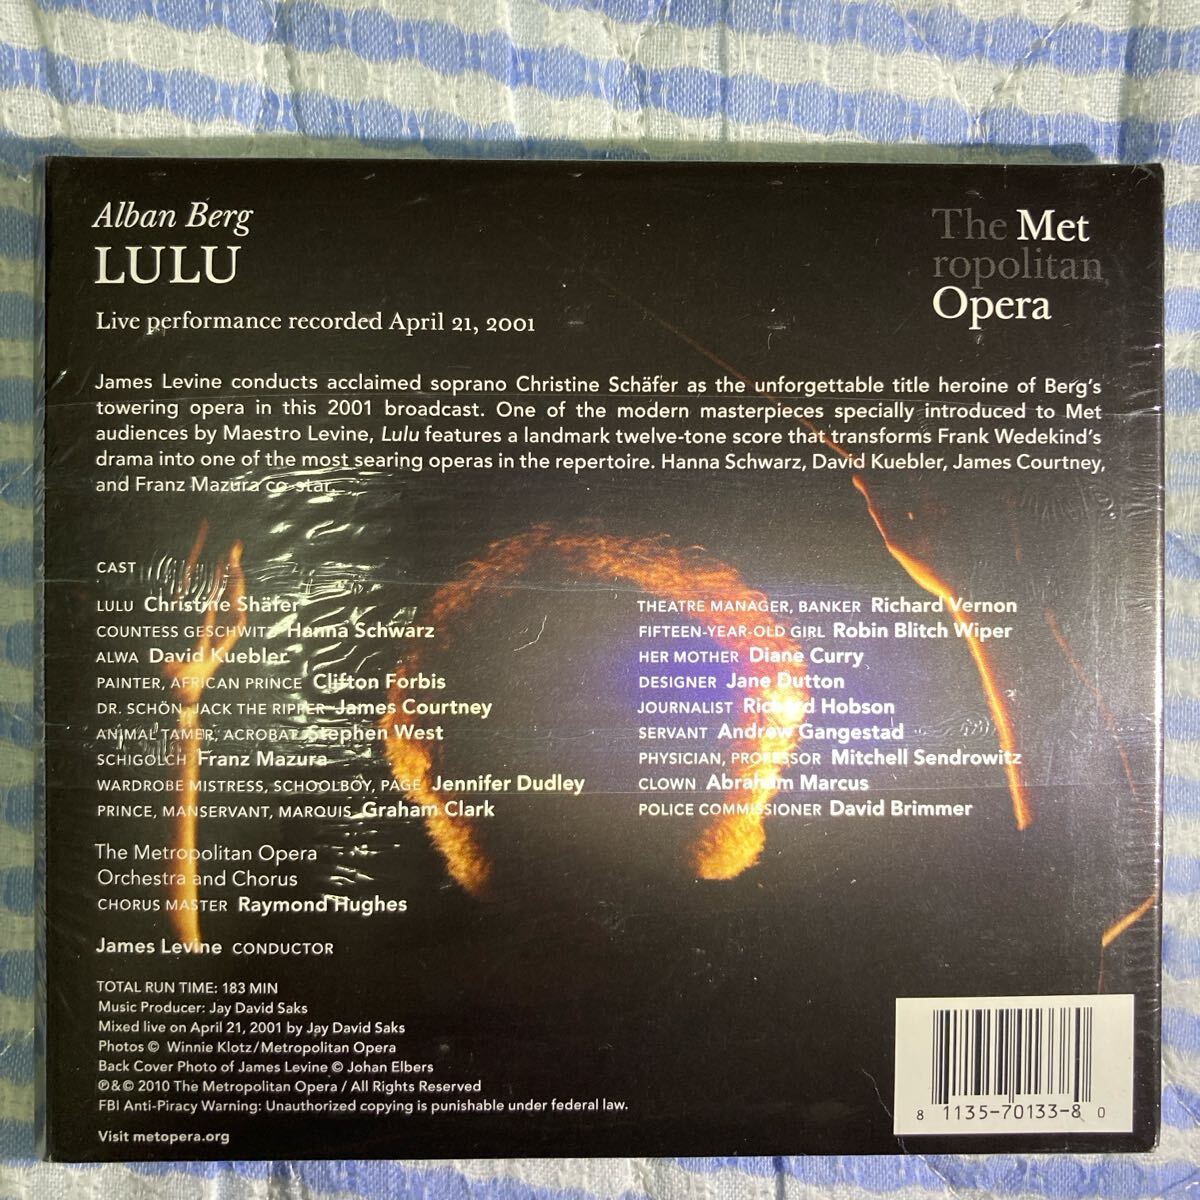 Alban Berg
LULU
Live performance recorded April 21, 2001
The Met
ropolitan
Opera
James Levine conducts acclaimed soprano Christine Schäfer as the unforgettable title heroine of Berg's
towering opera in this 2001 broadcast. One of the modern masterpieces specially introduced to Met
audiences by Maestro Levine, Lulu features a landmark twelve-tone score that transforms Frank Wedekind's
drama into one of the most searing operas in the repertoire. Hanna Schwarz, David Kuebler, James Courtney,
and Franz Mazura co-star.
CAST
LULU Christine Shäfer
COUNTESS GESCHWITZ Hanna Schwarz
ALWA David Kuebler
PAINTER, AFRICAN PRINCE Clifton Forbis
DR. SCHÖN, JACK THE RIPPER James Courtney
ANIMAL TAMER, ACROBAT Stephen West
SCHIGOLCH Franz Mazura
WARDROBE MISTRESS, SCHOOLBOY, PAGE Jennifer Dudley
PRINCE, MANSERVANT, MARQUIS Graham Clark
THEATRE MANAGER, BANKER Richard Vernon
FIFTEEN-YEAR-OLD GIRL Robin Blitch Wiper
HER MOTHER Diane Curry
DESIGNER Jane Dutton
JOURNALIST Richard Hobson
SERVANT Andrew Gangestad
PHYSICIAN, PROFESSOR Mitchell Sendrowitz
CLOWN Abraham Marcus
POLICE COMMISSIONER David Brimmer
The Metropolitan Opera
Orchestra and Chorus
CHORUS MASTER Raymond Hughes
James Levine CONDUCTOR
TOTAL RUN TIME: 183 MIN
Music Producer: Jay David Saks
Mixed live on April 21, 2001 by Jay David Saks
Photos © Winnie Klotz/Metropolitan Opera
Back Cover Photo of James Levine © Johan Elbers
℗&© 2010 The Metropolitan Opera / All Rights Reserved
FBI Anti-Piracy Warning: Unauthorized copying is punishable under federal law.
Visit metopera.org
8 11357-0133-8 0